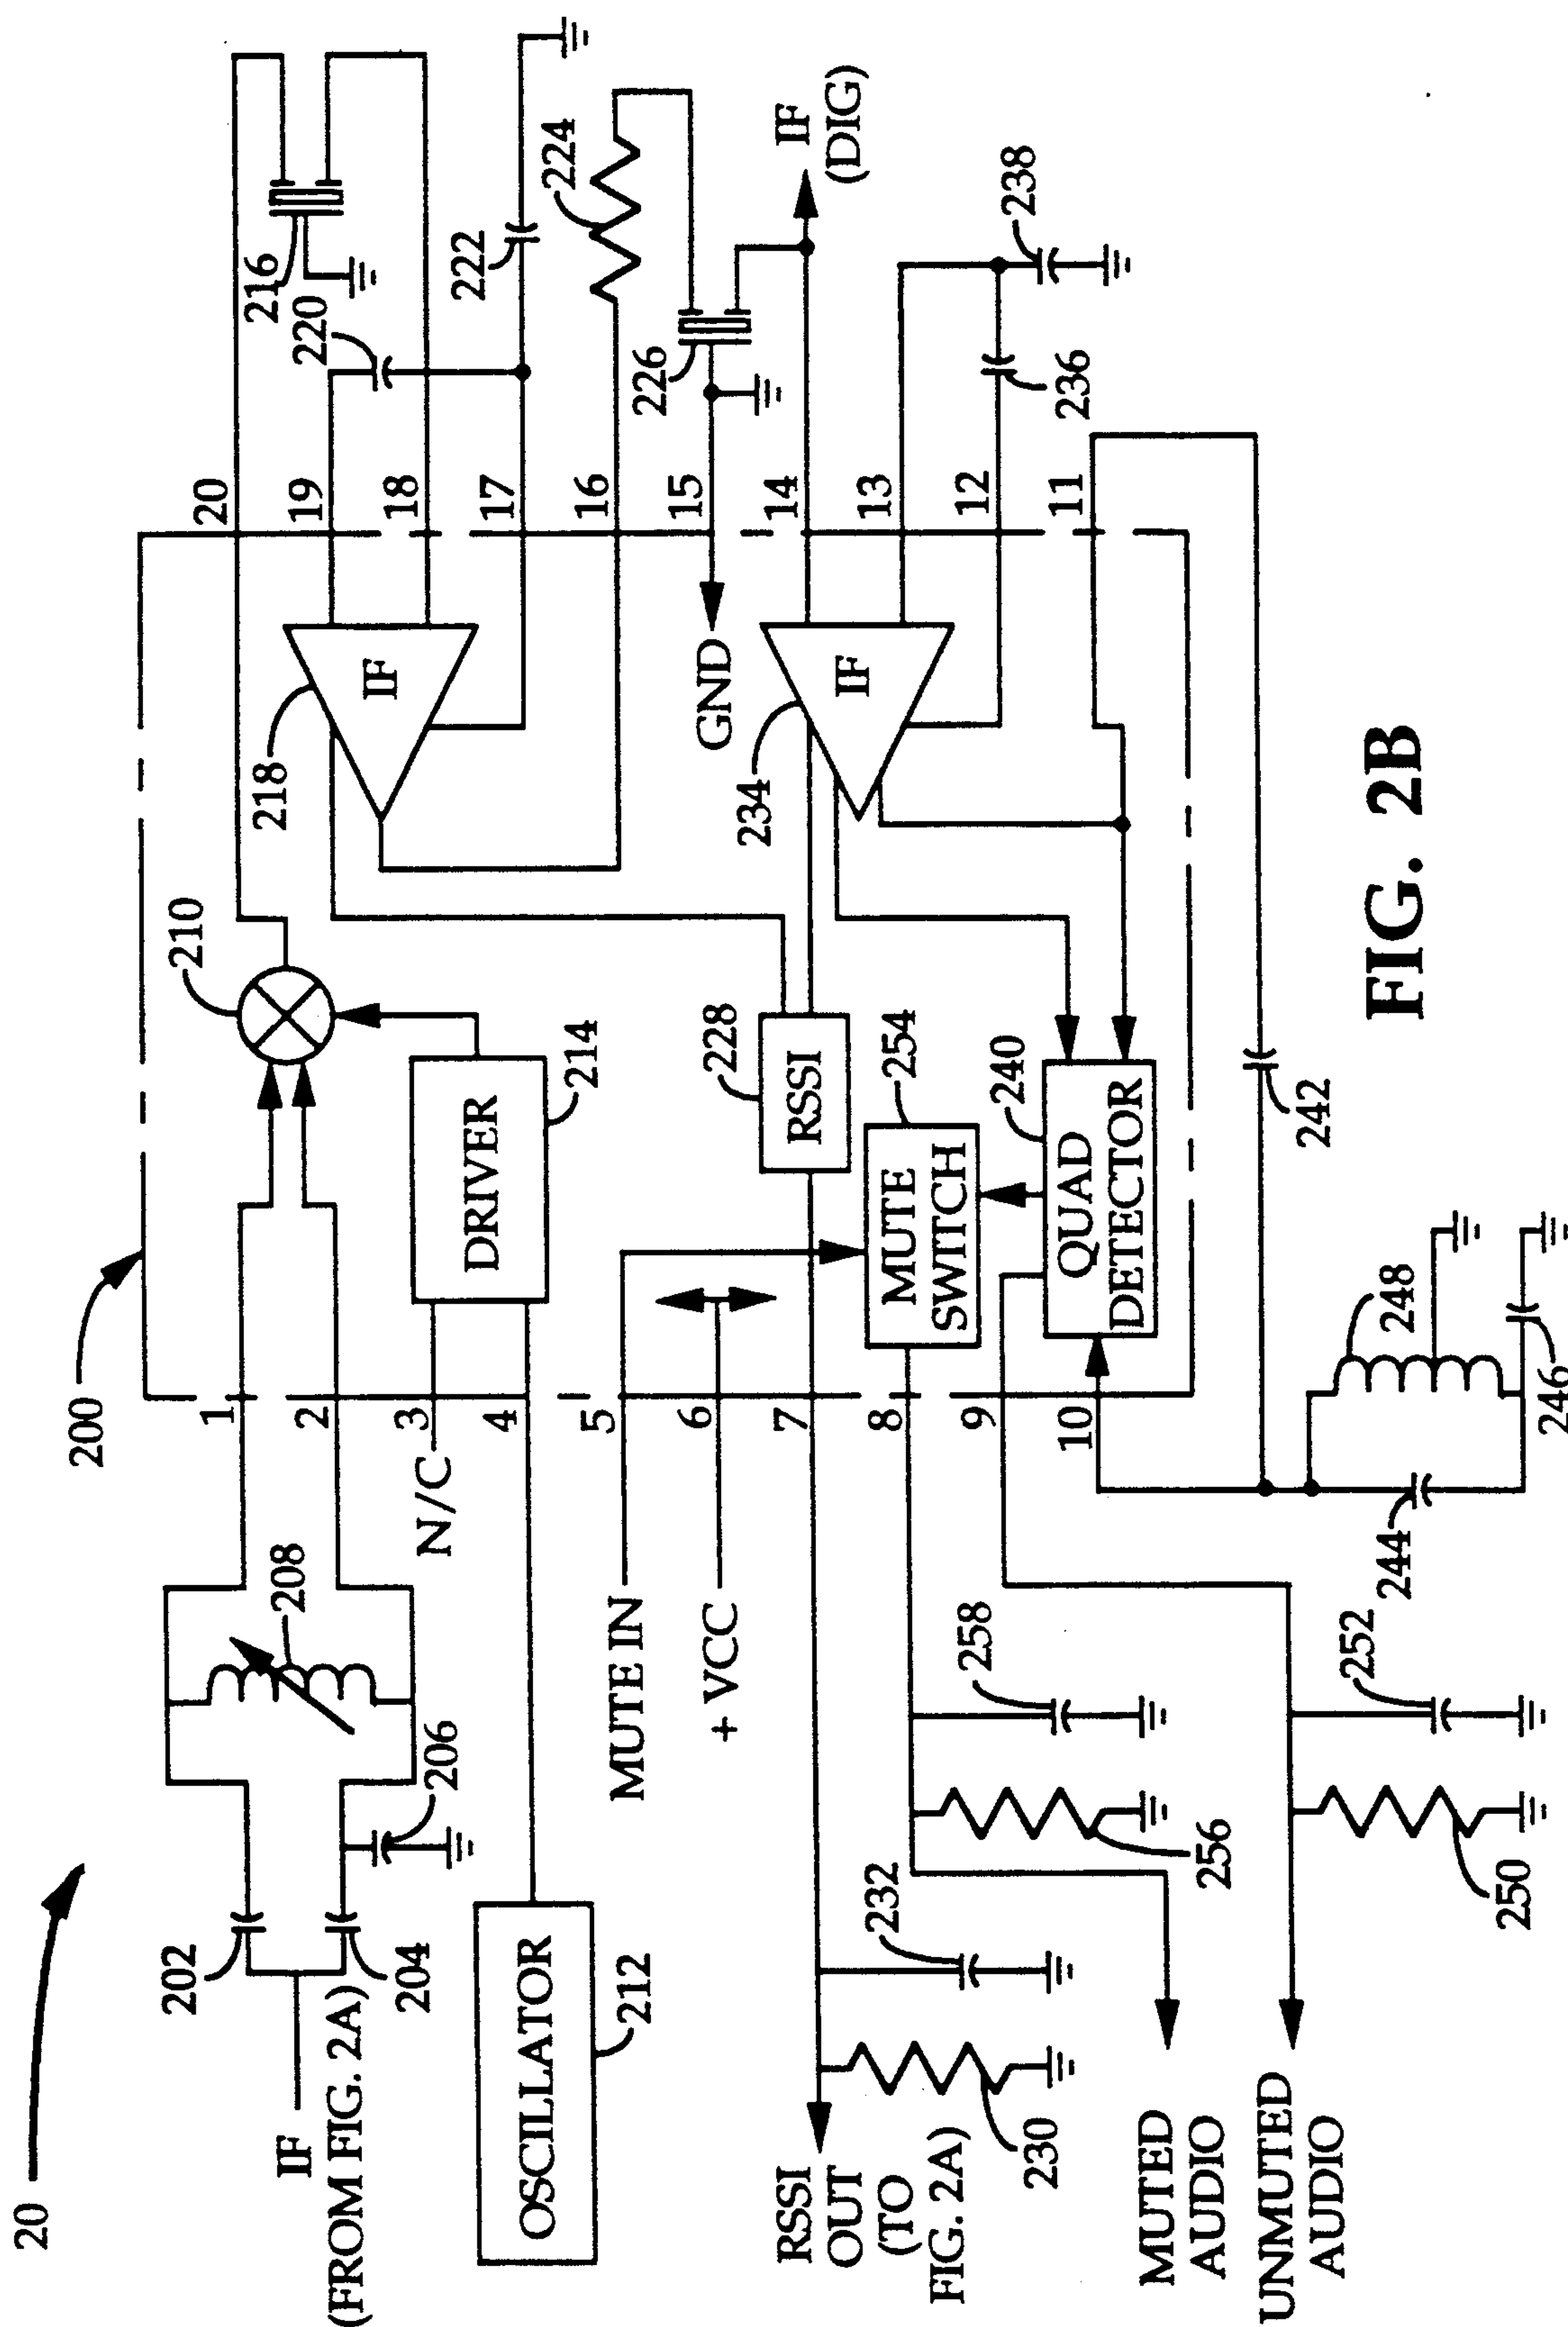 20
IF
(FROM FIG. 2A)
202
204
206
208
200
1
2
N/C
3
4
OSCILLATOR
212
DRIVER
214
210
20
216
220
19
18
218
IF
17
222
16
224
MUTE IN
5
+ VCC
6
GND
15
226
RSSI
OUT
(TO
FIG. 2A)
230
232
7
RSSI
228
234
IF
14
IF
(DIG)
13
12
236
238
11
MUTED
AUDIO
256
258
8
MUTE
SWITCH
254
UNMUTED
AUDIO
250
252
9
10
QUAD
DETECTOR
240
242
244
246
248
FIG. 2B